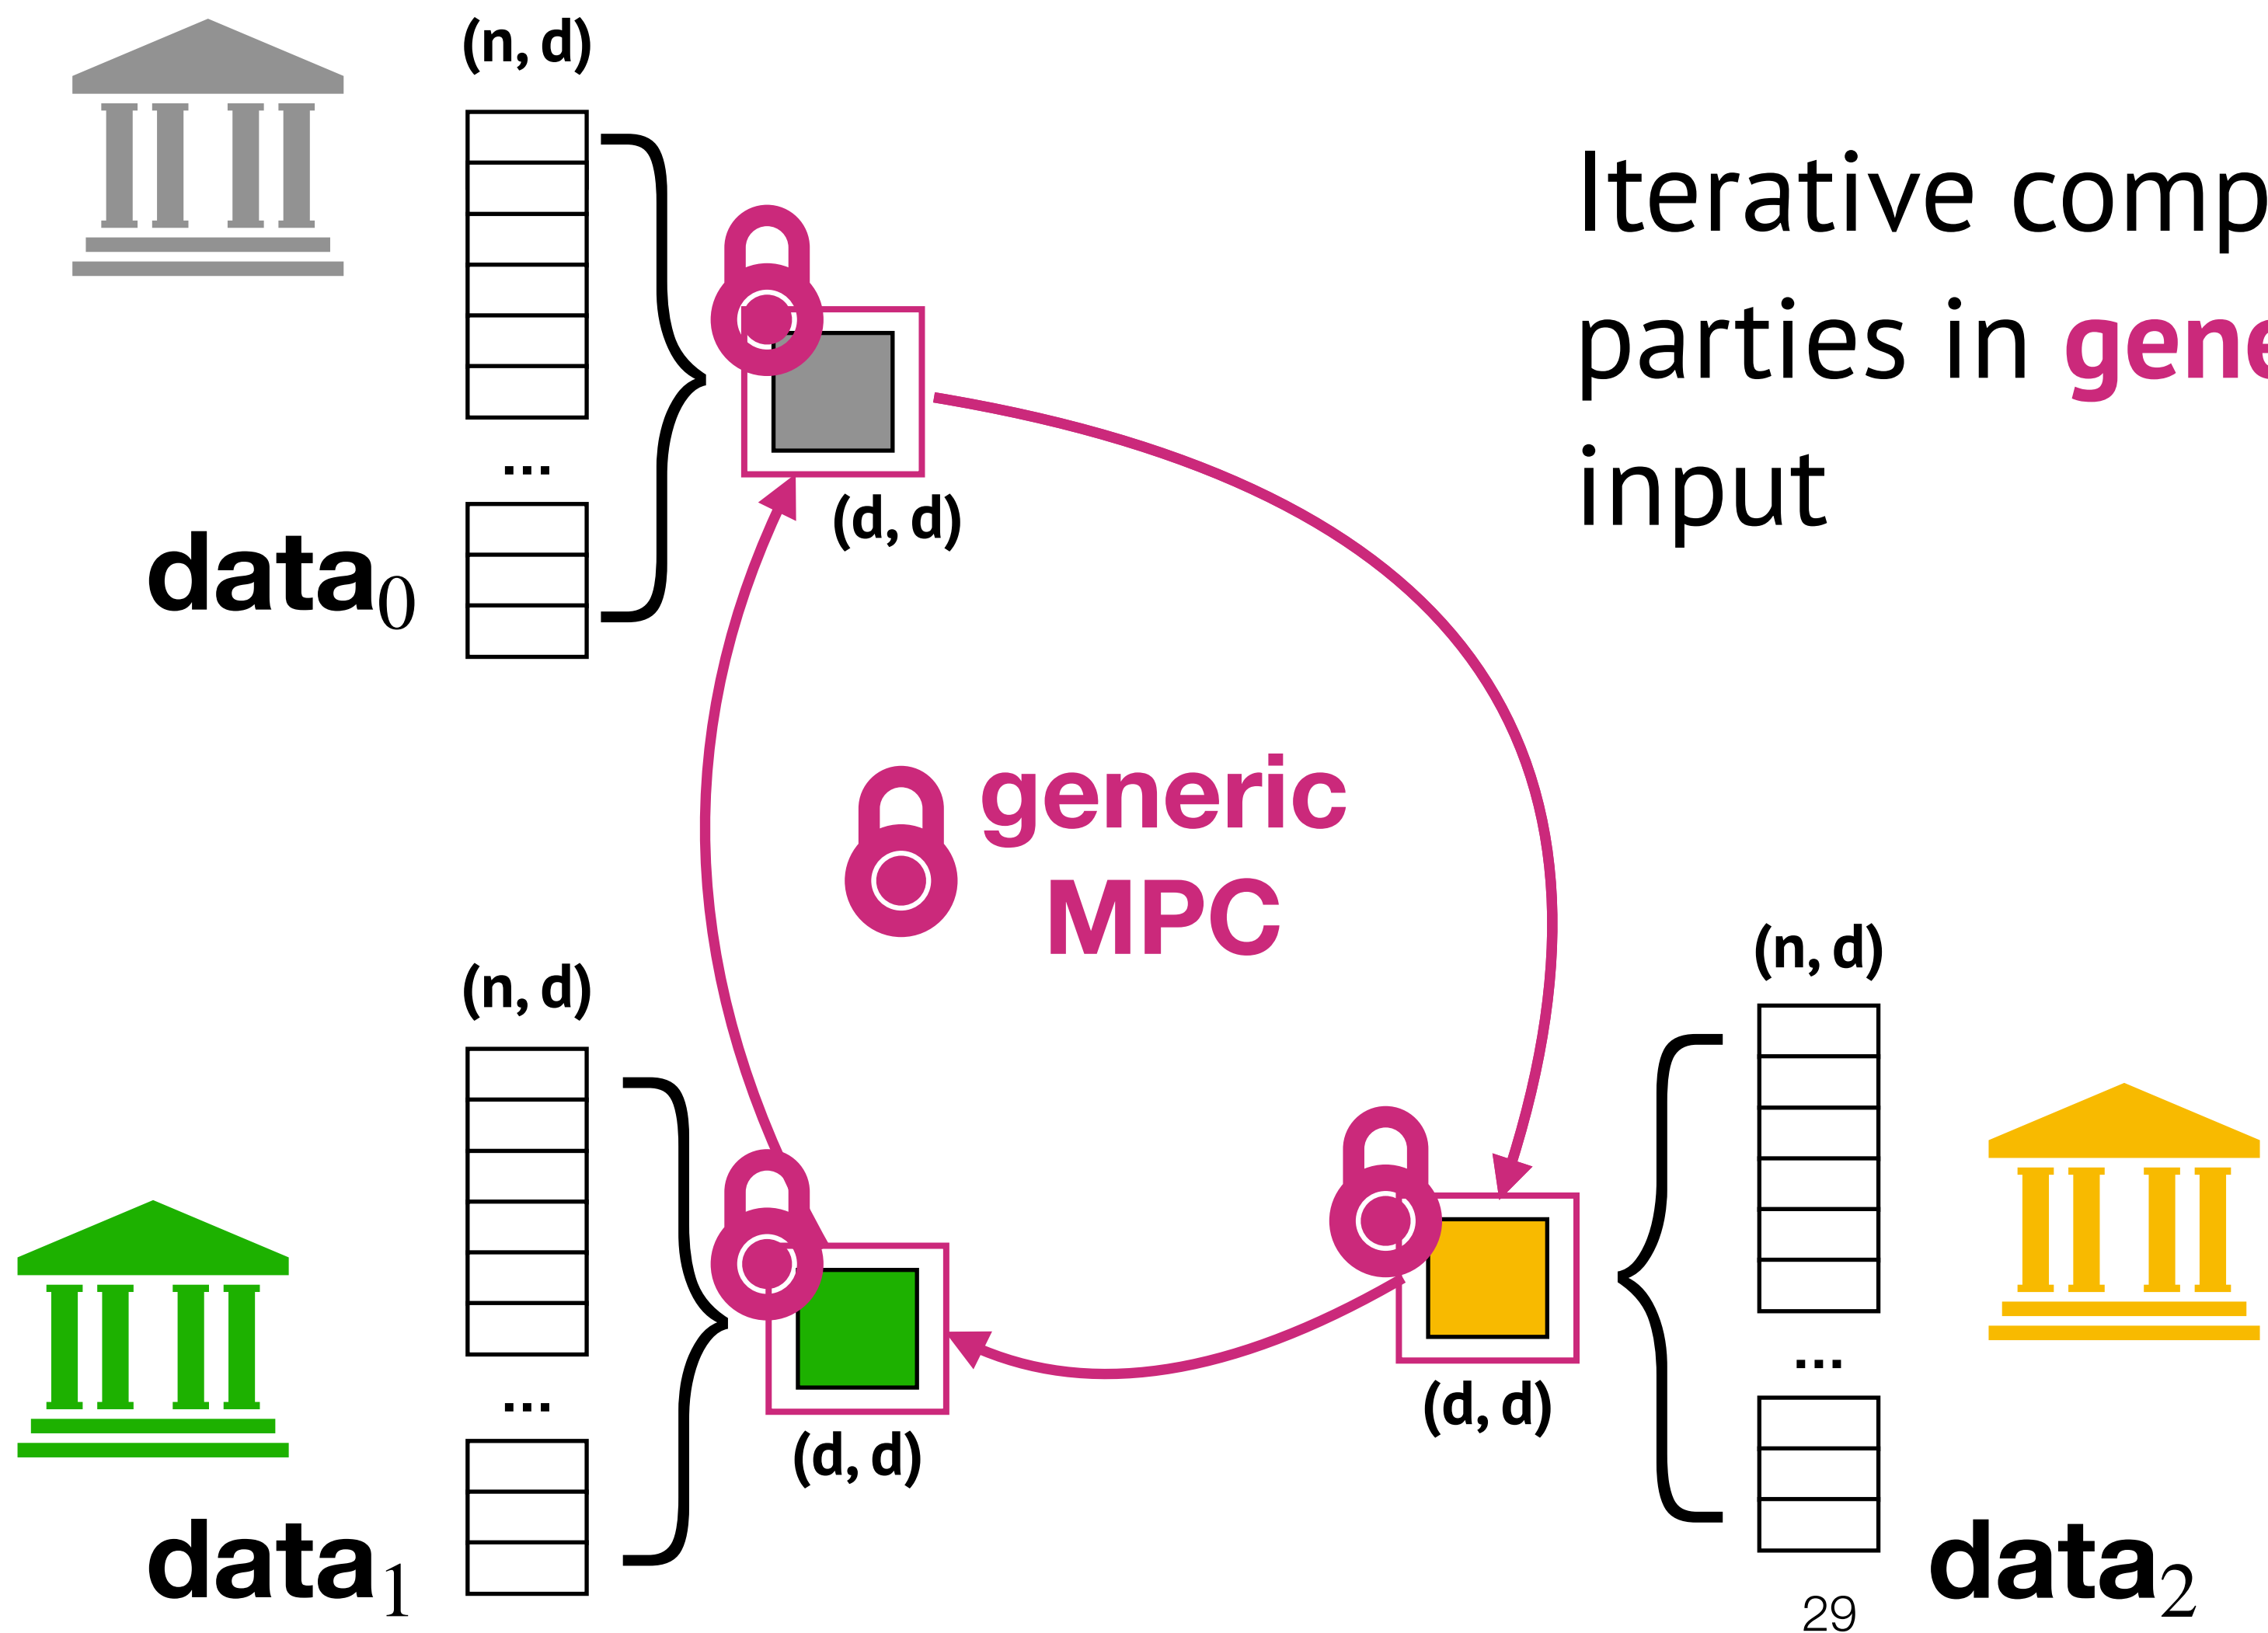 (n, d)
Iterative comp
parties in gene
input
...
(d, d)
data0
generic
MPC
(n, d)
(n, d)
...
(d, d)
...
(d, d)
data1
data2
29